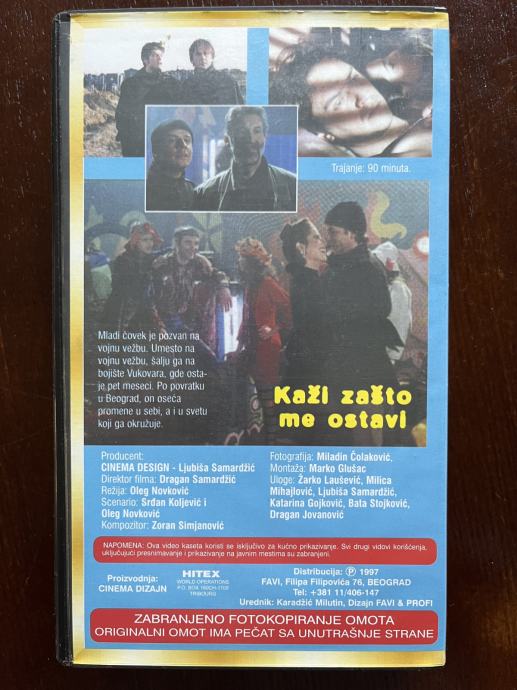 Trajanje: 90 minuta.
Mladi čovek je pozvan na
vojnu vežbu. Umesto na
vojnu vežbu, šalju ga na
bojište Vukovara, gde osta-
je pet meseci. Po povratku
u Beograd, on oseća
promene u sebi, a i u svetu
koji ga okružuje.
Kaži zašto
me ostavi
Producent:
CINEMA DESIGN - Ljubiša Samardžić
Direktor filma: Dragan Samardžić
Režija: Oleg Novković
Scenario: Srđan Koljević i
Oleg Novković
Kompozitor: Zoran Simjanović
Fotografija: Miladin Čolaković,
Montaža: Marko Glušac
Uloge: Žarko Laušević, Milica
Mihajlović, Ljubiša Samardžić,
Katarina Gojković, Bata Stojković,
Dragan Jovanović
NAPOMENA: Ova video kaseta koristi se isključivo za kućno prikazivanje. Svi drugi vidovi korišćenja,
uključujući presnimavanje i prikazivanje na javnim mestima su zabranjeni.
Proizvodnja:
CINEMA DIZAJN
HITEX
WORLD OPERATIONS
P.O. BOX 160CH-1702
TRIBOURG
Distribucija: Ⓟ 1997
FAVI, Filipa Filipovića 76, BEOGRAD
Tel: +381 11/406-147
Urednik: Karadžić Milutin, Dizajn FAVI & PROFI
ZABRANJENO FOTOKOPIRANJE OMOTA
ORIGINALNI OMOT IMA PEČAT SA UNUTRAŠNJE STRANE